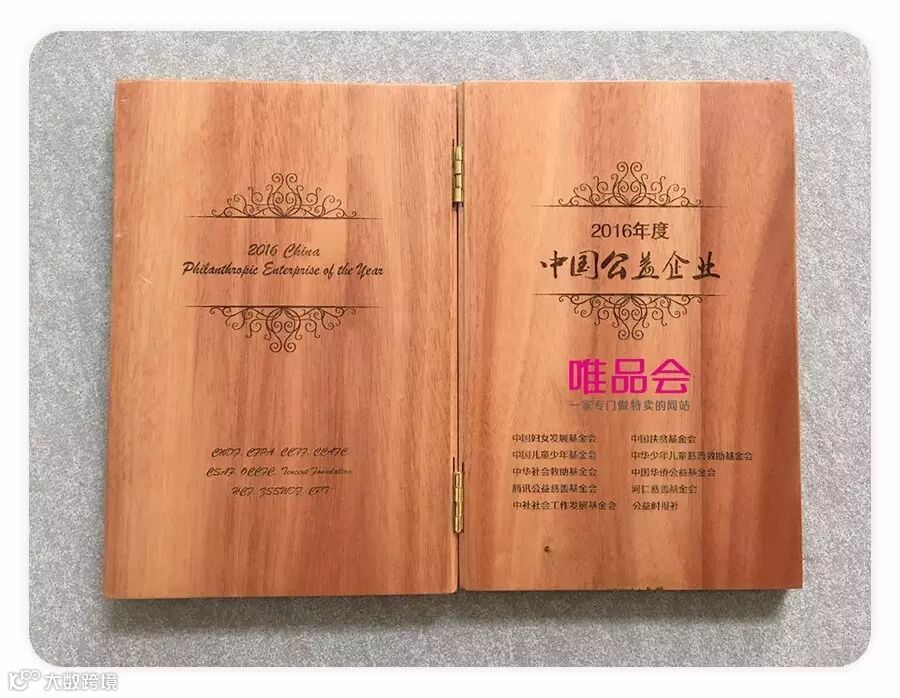 2016 China
Philanthropic Enterprise of the Year
CWDF. CFPA. CCTF. CCAFC
CSAF. OCCFC. Tencent Foundation
HCF. ZSSWDF. CPT
2016年度
中国公益企业
唯品会
一家专门做特卖的网站
中国妇女发展基金会 中国扶贫基金会
中国儿童少年基金会 中华少年儿童慈善救助基金会
中华社会救助基金会 中国华侨公益基金会
腾讯公益慈善基金会 河仁慈善基金会
中社社会工作发展基金会 公益时报社
大数跨境